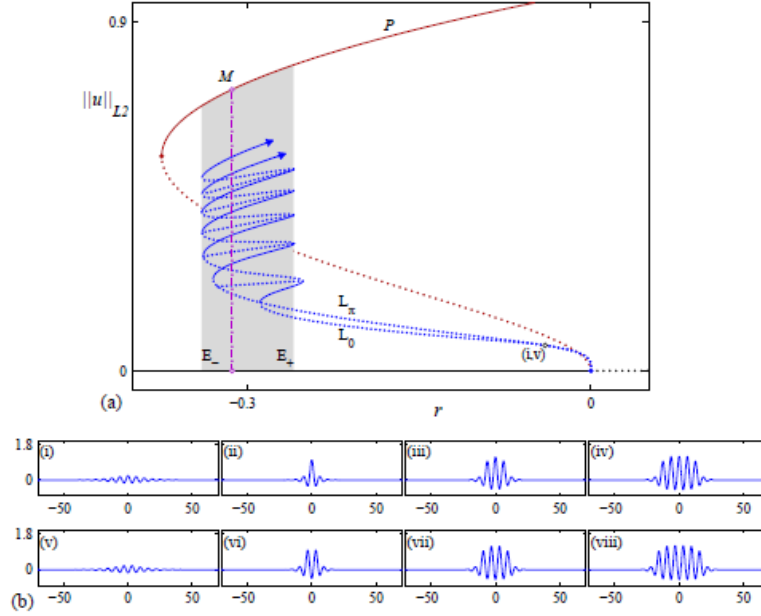 0.9
P
M
||u||L2
Lπ
L0
(i,v)
E− E+
0
(a) −0.3 r 0
1.8 (i) (ii) (iii) (iv)
0
−50 0 50 −50 0 50 −50 0 50 −50 0 50
1.8 (v) (vi) (vii) (viii)
0
(b) −50 0 50 −50 0 50 −50 0 50 −50 0 50